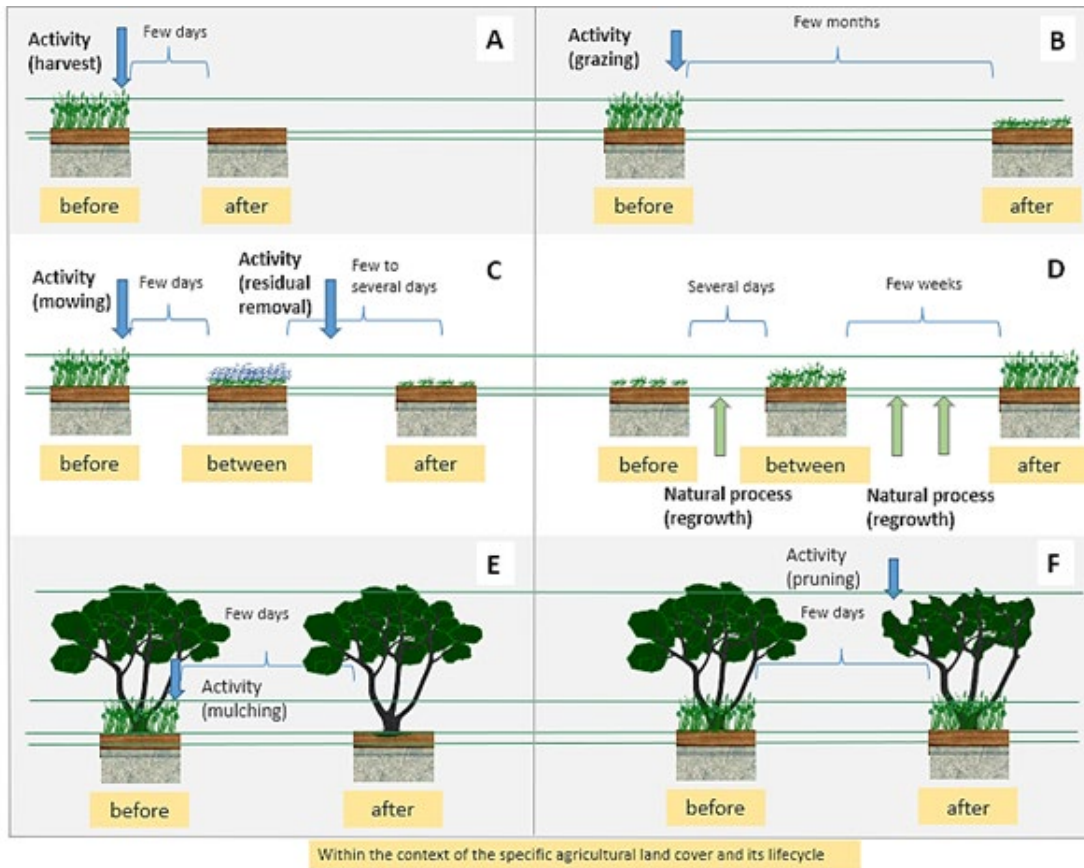 A
Activity
(harvest)
Few days
before
after
B
Activity
(grazing)
Few months
before
after
C
Activity
(mowing)
Few days
Activity
(residual
removal)
Few to
several days
before
between
after
D
Several days
Few weeks
before
between
after
Natural process
(regrowth)
Natural process
(regrowth)
E
Few days
Activity
(mulching)
before
after
F
Activity
(pruning)
Few days
before
after
Within the context of the specific agricultural land cover and its lifecycle